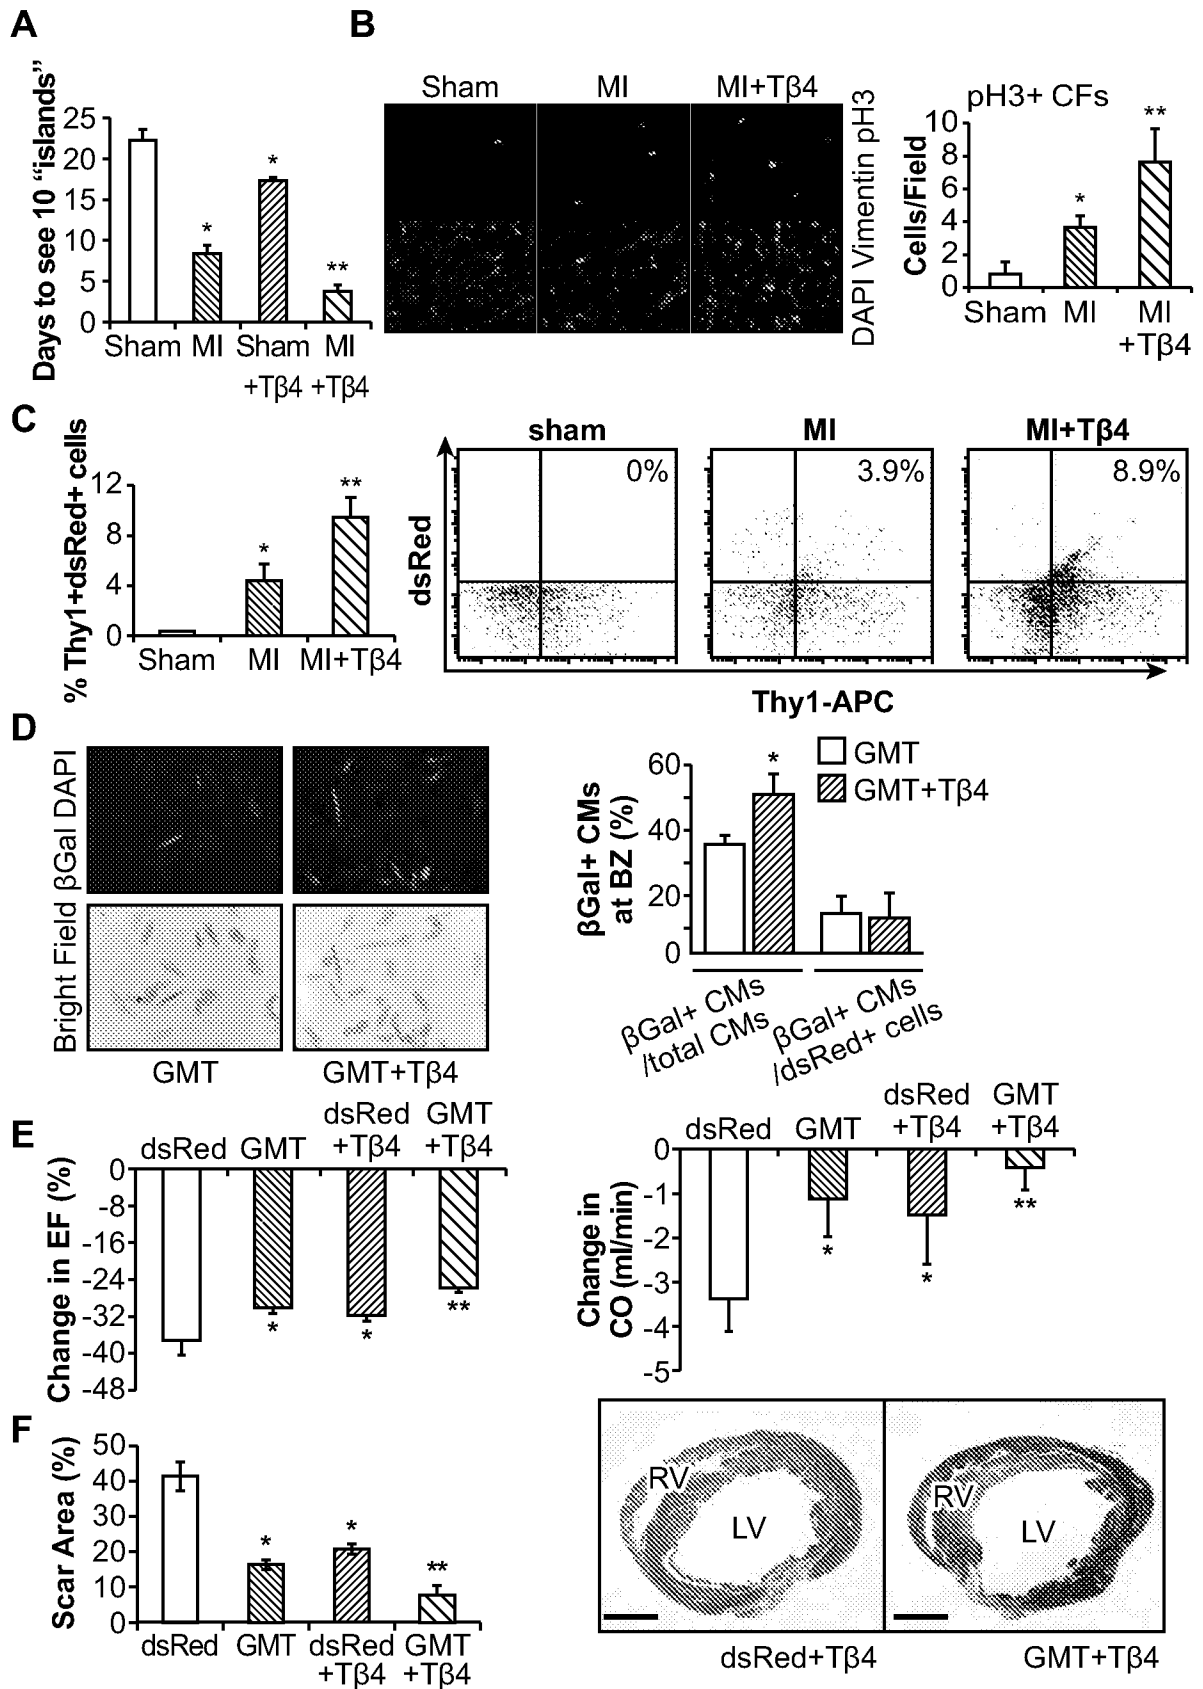 A
Days to see 10 “islands”
25
20
15
10
5
0
*
*
**
Sham MI Sham MI
+Tβ4 +Tβ4
B
Sham MI MI+Tβ4
DAPI Vimentin pH3
pH3+ CFs
Cells/Field
10
8
6
4
2
0
*
**
Sham MI MI
+Tβ4
C
% Thy1+dsRed+ cells
12
8
4
0
*
**
Sham MI MI+Tβ4
sham MI MI+Tβ4
0% 3.9% 8.9%
dsRed
Thy1-APC
D
βGal DAPI
Bright Field
GMT GMT+Tβ4
βGal+ CMs
at BZ (%)
60
40
20
0
*
GMT
GMT+Tβ4
βGal+ CMs
/total CMs
βGal+ CMs
/dsRed+ cells
E
dsRed GMT dsRed GMT
+Tβ4 +Tβ4
Change in EF (%)
0
-8
-16
-24
-32
-40
-48
*
*
**
dsRed GMT dsRed GMT
+Tβ4 +Tβ4
Change in
CO (ml/min)
0
-1
-2
-3
-4
-5
*
*
**
F
Scar Area (%)
50
40
30
20
10
0
*
*
**
dsRed GMT dsRed GMT
+Tβ4 +Tβ4
RV
LV
RV
LV
dsRed+Tβ4 GMT+Tβ4